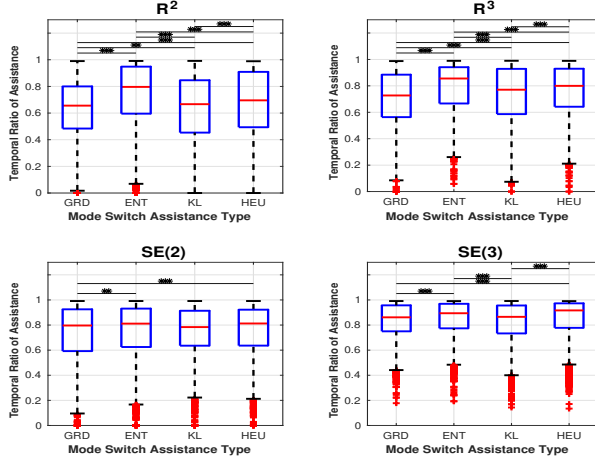 R²
***
***
***
**
***
***
Temporal Ratio of Assistance
1
0.8
0.6
0.4
0.2
0
GRD ENT KL HEU
Mode Switch Assistance Type
R³
***
***
***
***
***
***
Temporal Ratio of Assistance
1
0.8
0.6
0.4
0.2
0
GRD ENT KL HEU
Mode Switch Assistance Type
SE(2)
***
**
Temporal Ratio of Assistance
1
0.8
0.6
0.4
0.2
0
GRD ENT KL HEU
Mode Switch Assistance Type
SE(3)
***
***
***
***
Temporal Ratio of Assistance
1
0.8
0.6
0.4
0.2
0
GRD ENT KL HEU
Mode Switch Assistance Type